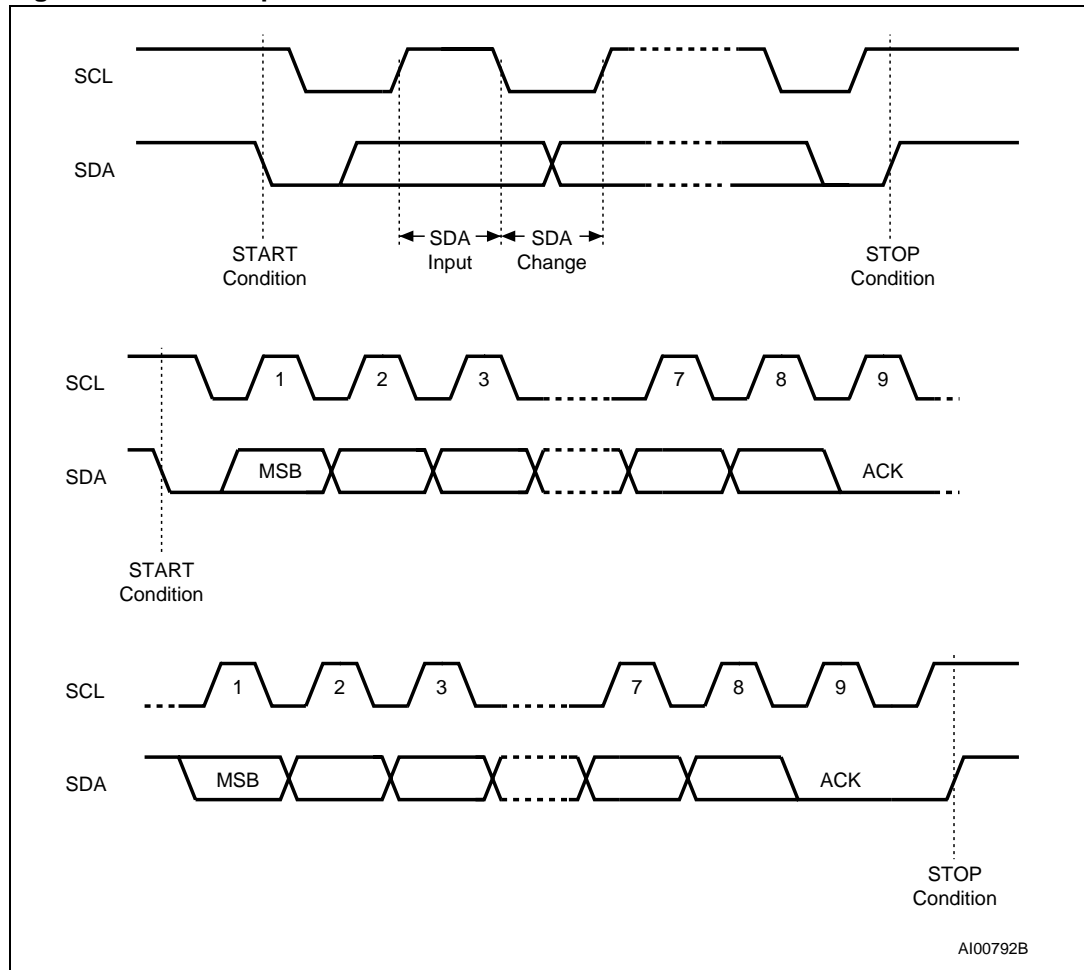 SCL
SDA
START
Condition
SDA
Input
SDA
Change
STOP
Condition
SCL
1 2 3 7 8 9
SDA
MSB
ACK
START
Condition
SCL
1 2 3 7 8 9
SDA
MSB
ACK
STOP
Condition
AI00792B